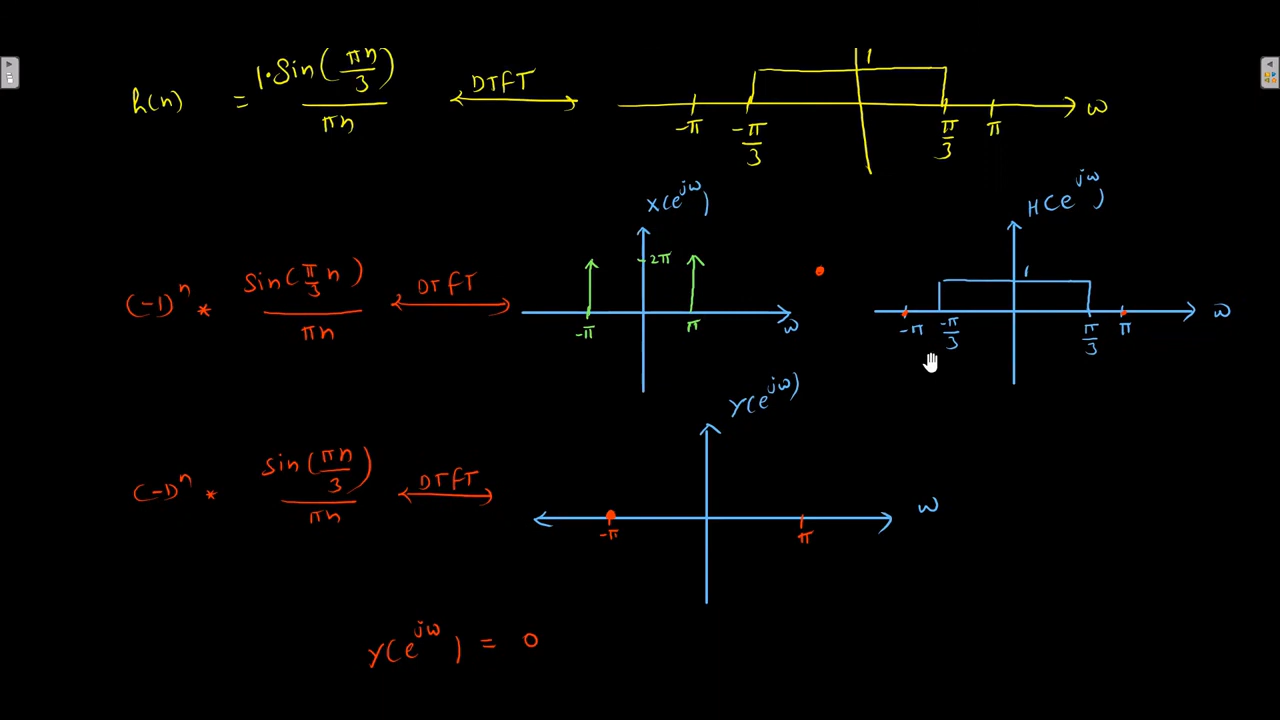 h(n) = 1·Sin(πn/3)/πn DTFT 1 -π -π/3 π/3 π ω
X(e^jω) H(e^jω)
(-1)^n * Sin(π/3 n)/πn DTFT 2π -π π ω 1 -π -π/3 π/3 π ω
Y(e^jω)
(-1)^n * Sin(πn/3)/πn DTFT -π π ω
Y(e^jω) = 0